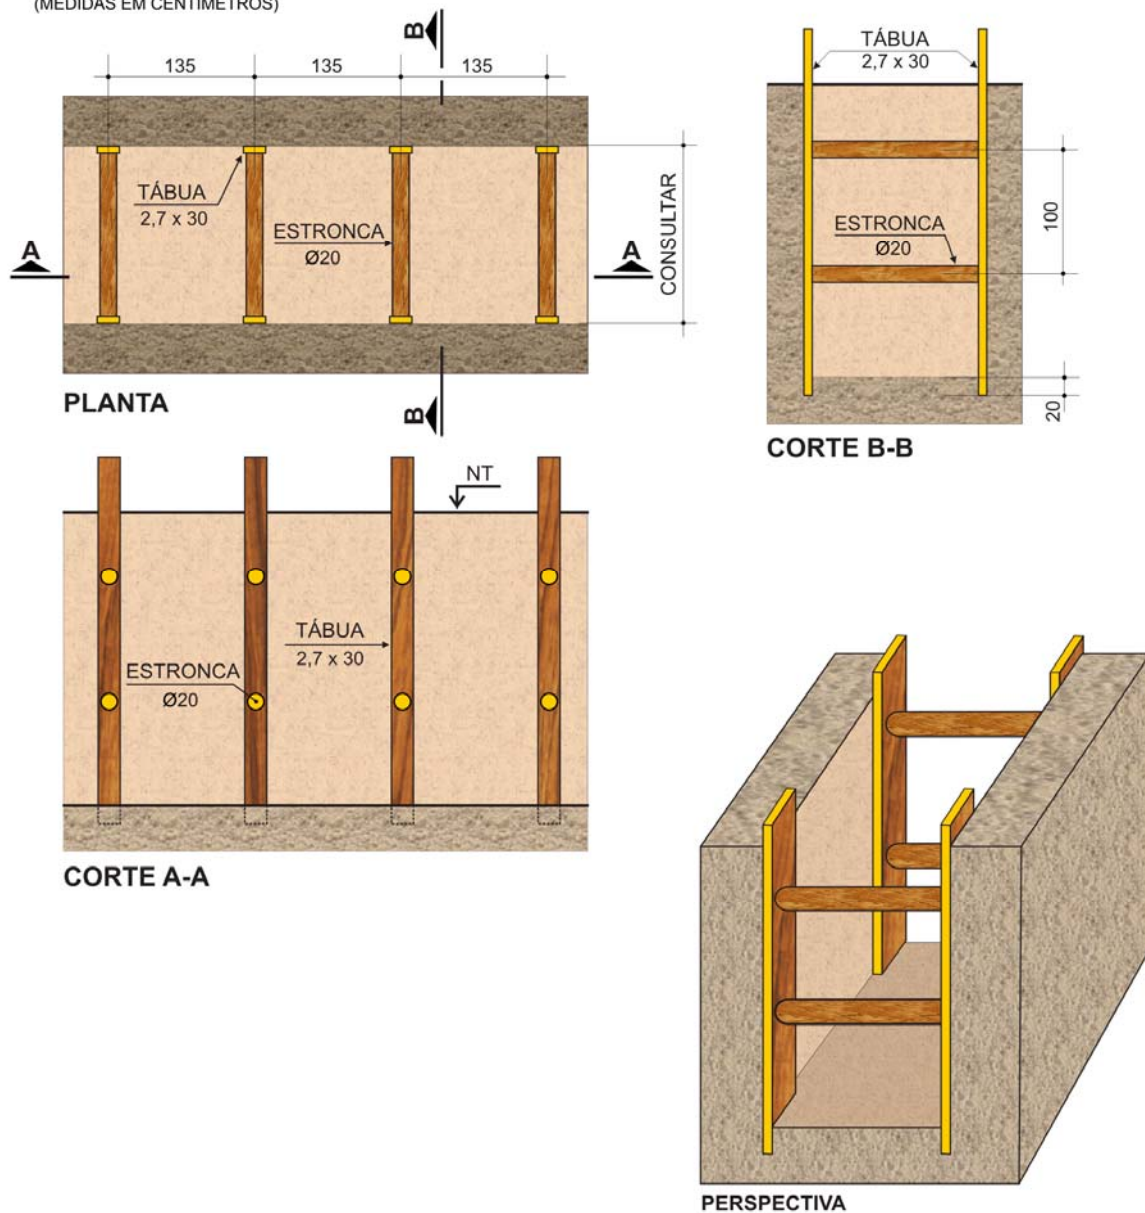 (MEDIDAS EM CENTÍMETROS)
B
135
135
135
TÁBUA
2,7 x 30
ESTRONCA
Ø20
A
A
CONSULTAR
PLANTA
B
TÁBUA
2,7 x 30
ESTRONCA
Ø20
100
20
CORTE B-B
NT
TÁBUA
2,7 x 30
ESTRONCA
Ø20
CORTE A-A
PERSPECTIVA